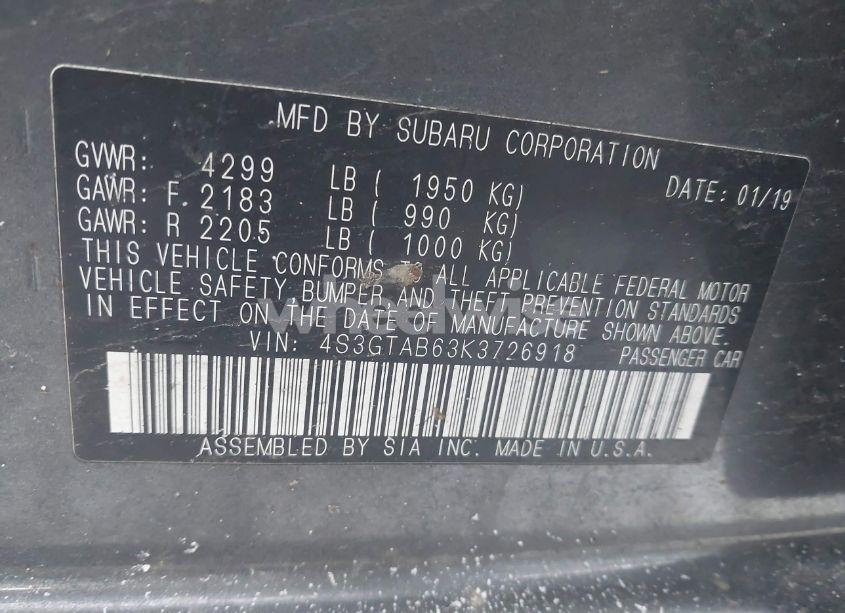 MFD BY SUBARU CORPORATION
GVWR: 4299 LB ( 1950 KG) DATE: 01/19
GAWR: F 2183 LB ( 990 KG)
GAWR: R 2205 LB ( 1000 KG)
THIS VEHICLE CONFORMS TO ALL APPLICABLE FEDERAL MOTOR
VEHICLE SAFETY, BUMPER, AND THEFT PREVENTION STANDARDS
IN EFFECT ON THE DATE OF MANUFACTURE SHOWN ABOVE.
VIN: 4S3GTAB63K3726918 PASSENGER CAR
ASSEMBLED BY SIA INC. MADE IN U.S.A.
wheelwise